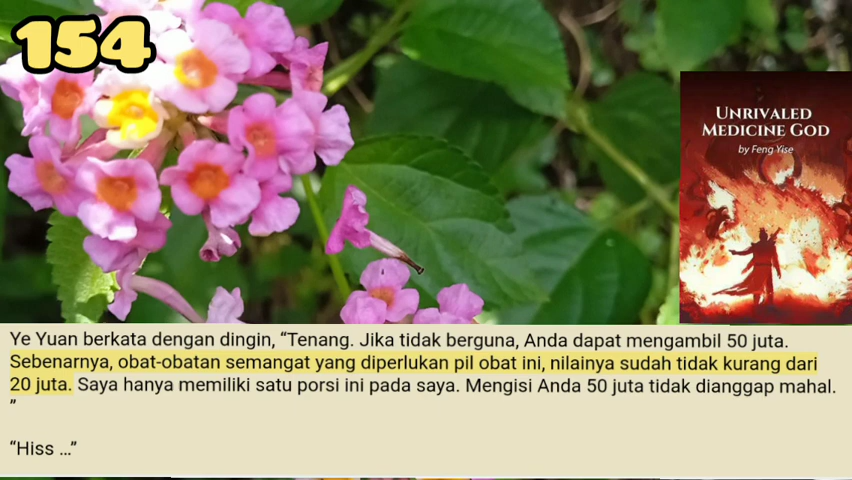 154
UNRIVALED
MEDICINE GOD
by Feng Yise
Ye Yuan berkata dengan dingin, “Tenang. Jika tidak berguna, Anda dapat mengambil 50 juta.
Sebenarnya, obat-obatan semangat yang diperlukan pil obat ini, nilainya sudah tidak kurang dari
20 juta. Saya hanya memiliki satu porsi ini pada saya. Mengisi Anda 50 juta tidak dianggap mahal.
”
“Hiss ...”